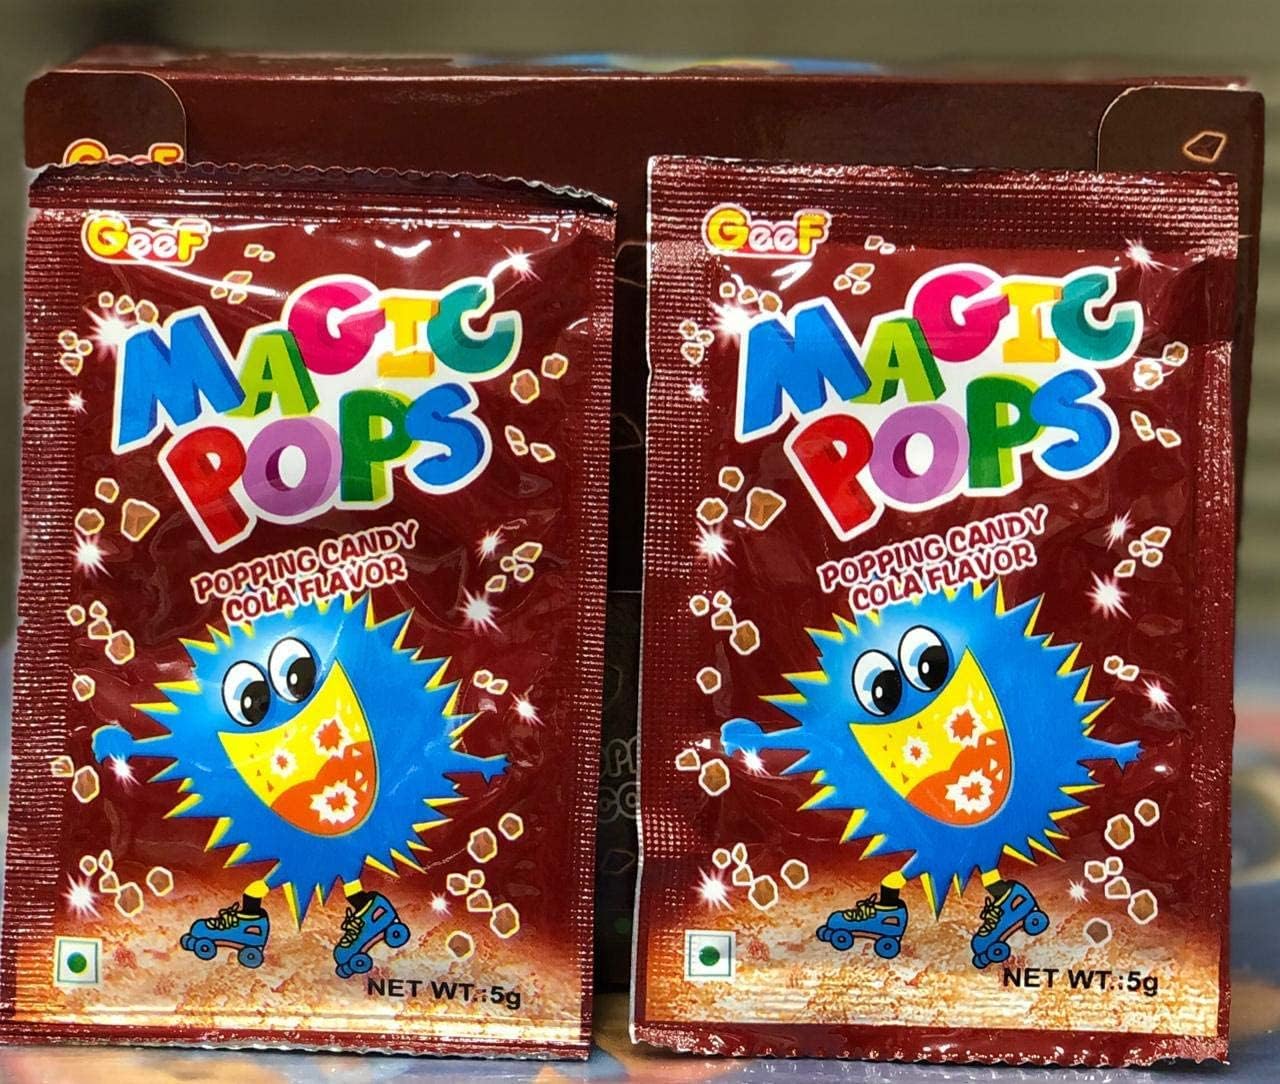 GeeF
GeeF
MAGIC
POPS
POPPING CANDY
COLA FLAVOR
NET WT.:5g
GeeF
MAGIC
POPS
POPPING CANDY
COLA FLAVOR
NET WT.:5g